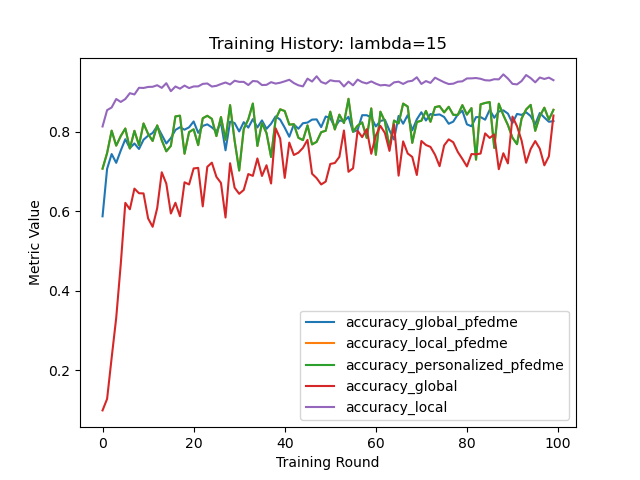 Training History: lambda=15
Metric Value
0.8
0.6
0.4
0.2
accuracy_global_pfedme
accuracy_local_pfedme
accuracy_personalized_pfedme
accuracy_global
accuracy_local
0 20 40 60 80 100
Training Round